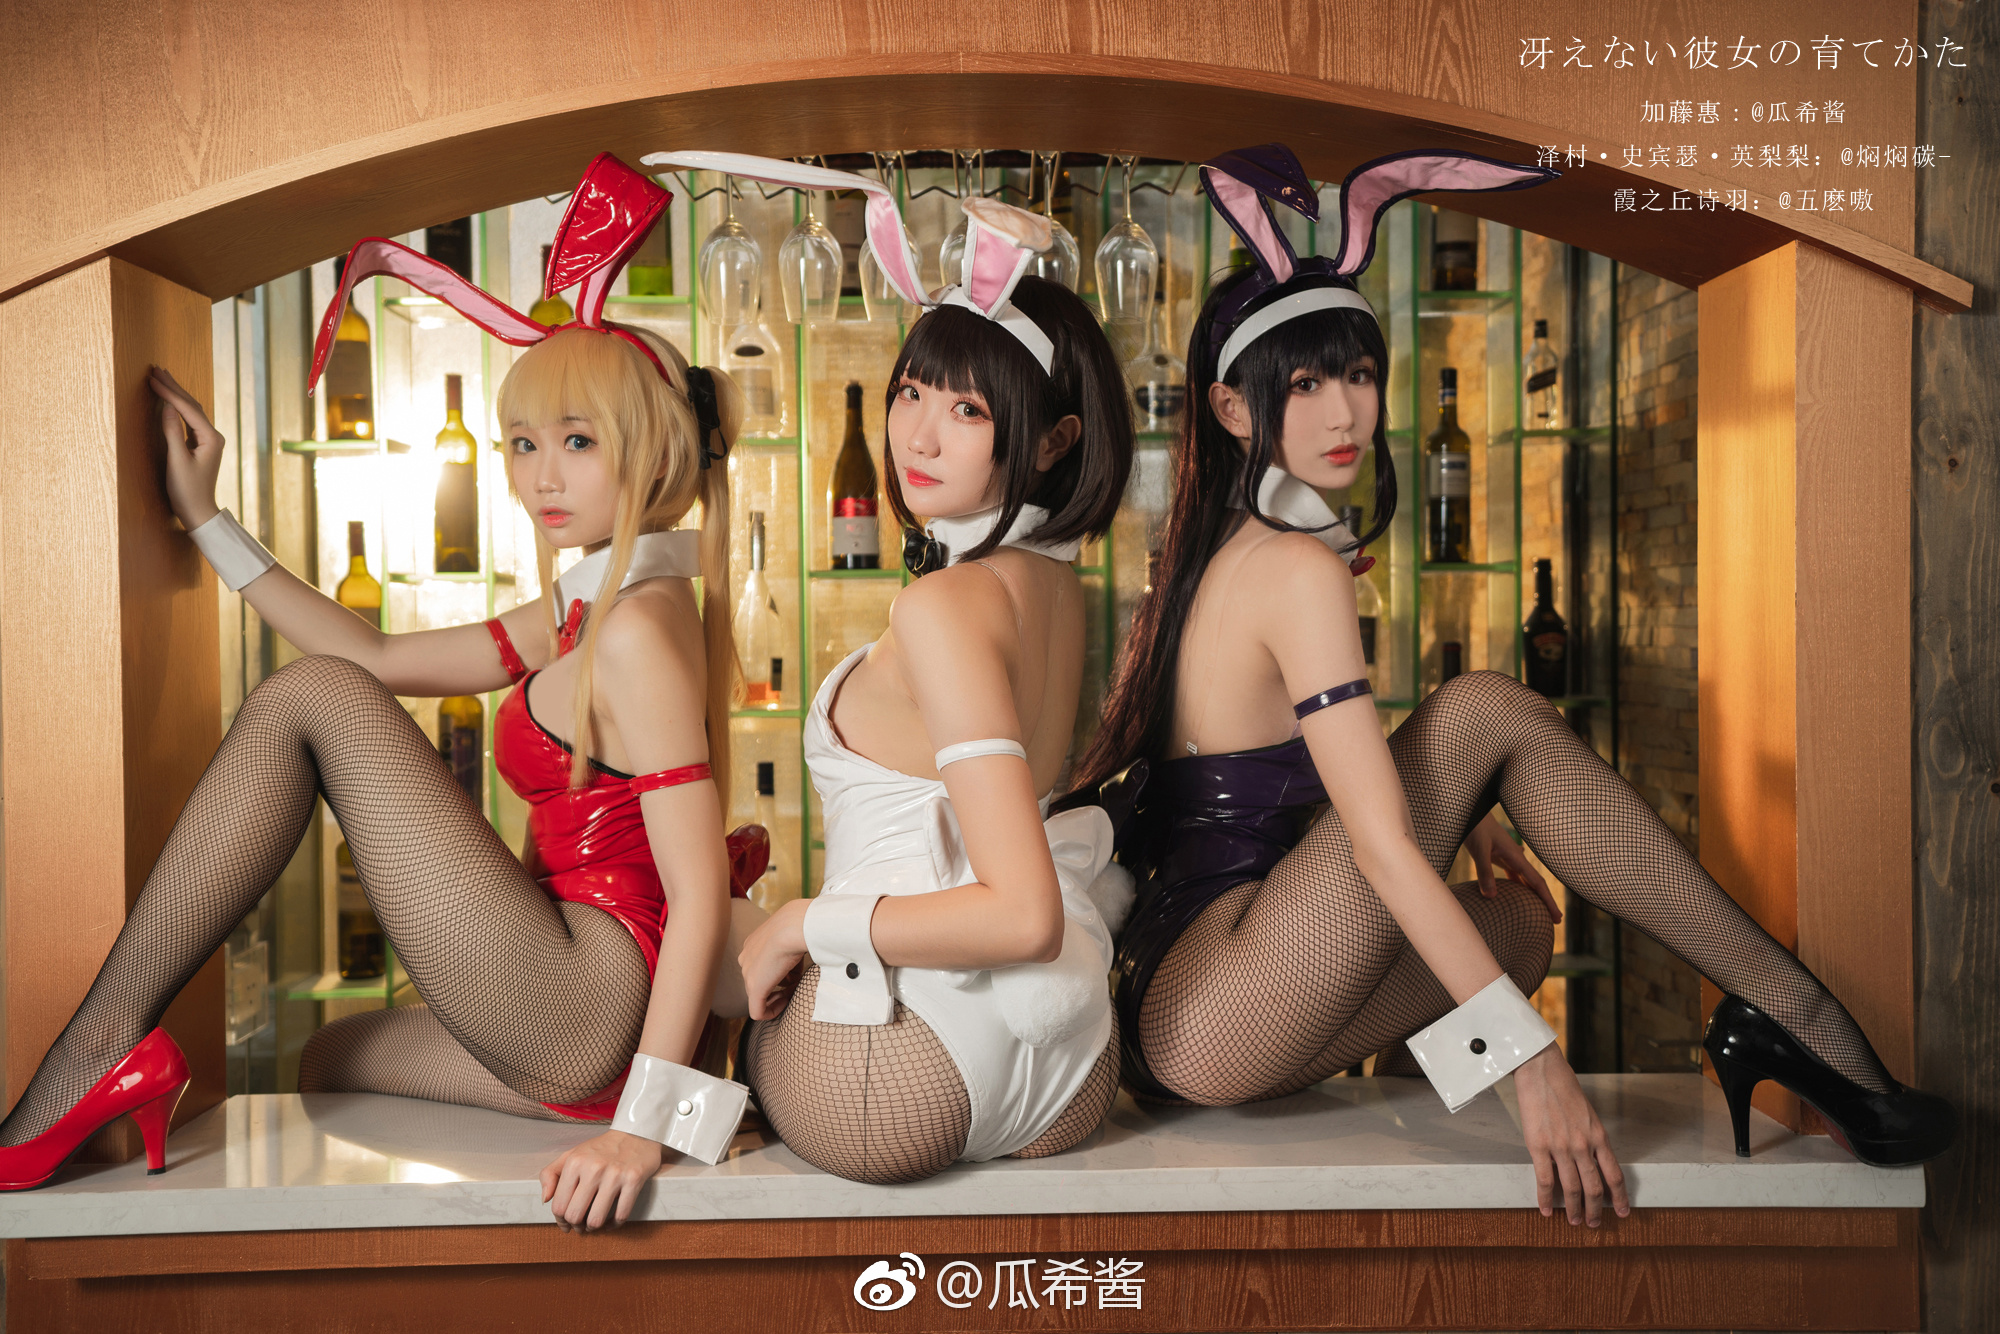 冴えない彼女の育てかた
加藤惠：@瓜希酱
泽村·史宾瑟·英梨梨：@焖焖碳-
霞之丘诗羽：@五麽嗷
@瓜希酱